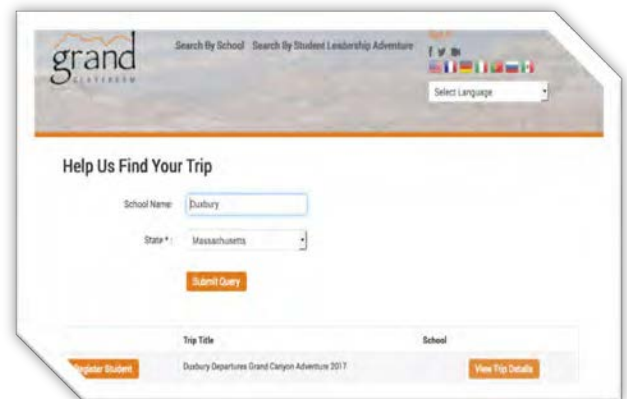 grand
CLASSROOM
Search By School Search By Student Leadership Adventure
Select Language
Help Us Find Your Trip
School Name:
Duxbury
State * :
Massachusetts
Submit Query
Trip Title School
Register Student Duxbury Departures Grand Canyon Adventure 2017 View Trip Details